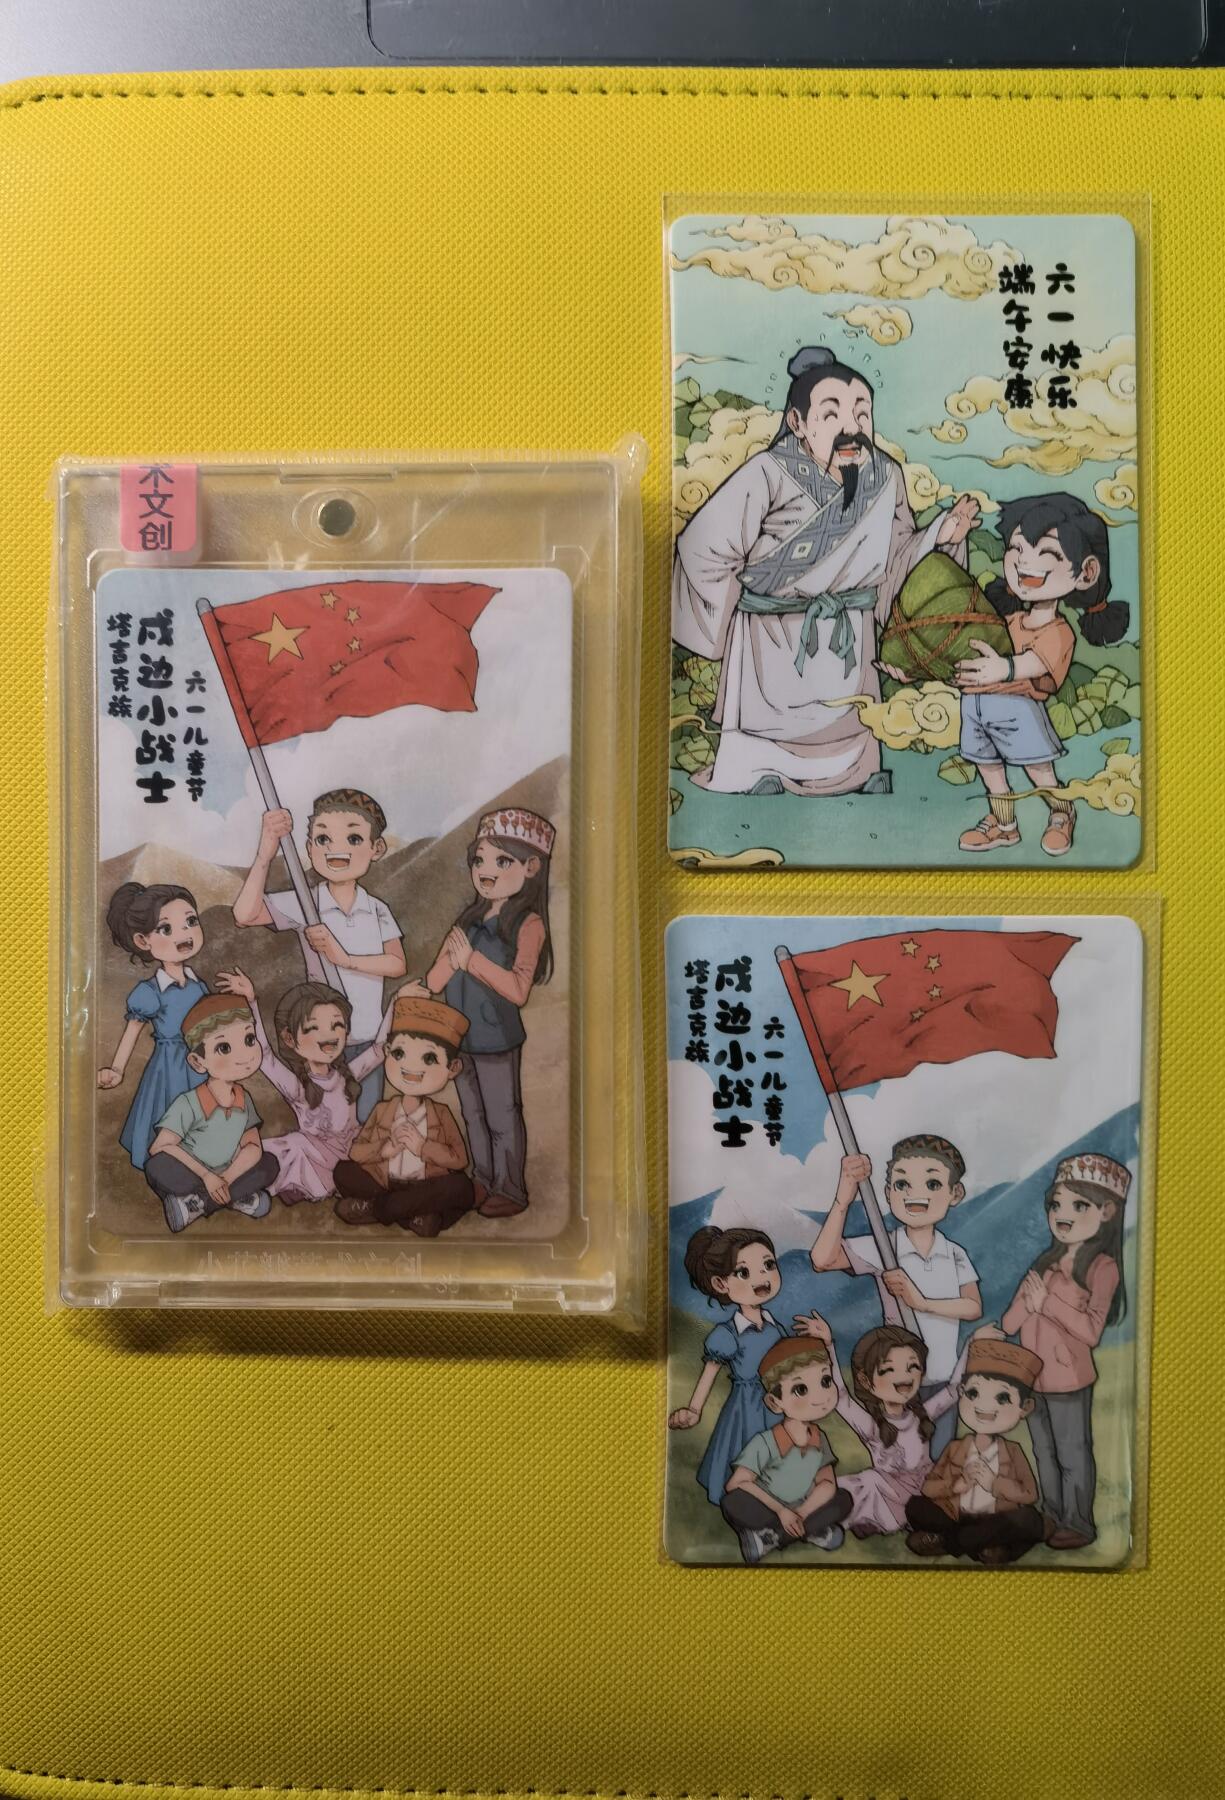 术文创
六一儿童节
戍边小战士
塔吉克族
六一快乐
端午安康
六一儿童节
戍边小战士
塔吉克族